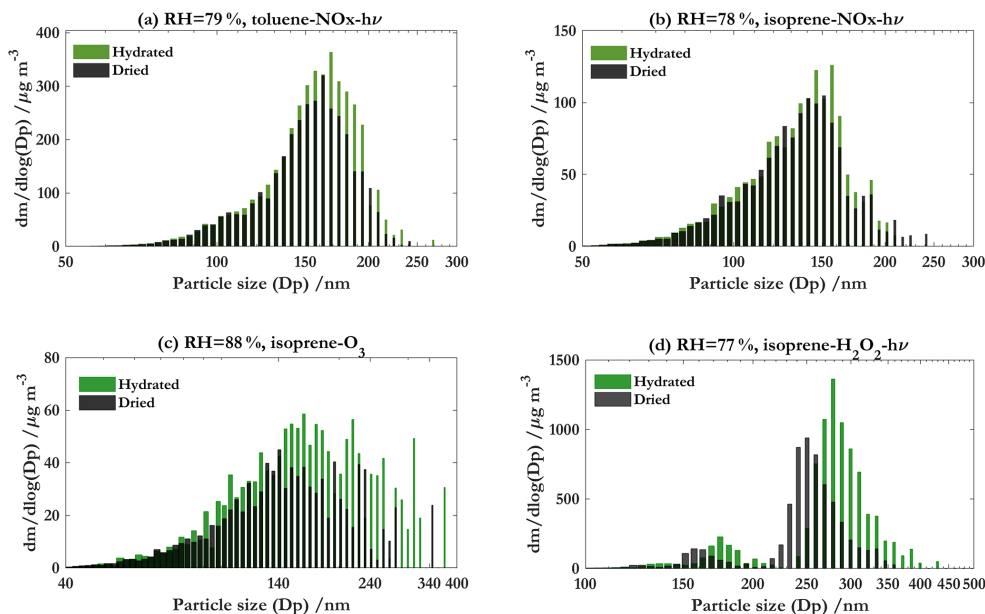 (a) RH=79 %, toluene-NOx-hν
dm/dlog(Dp) /μg m⁻³
400
300
200
100
0
Hydrated
Dried
50 100 150 200 300
Particle size (Dp) /nm
(b) RH=78 %, isoprene-NOx-hν
dm/dlog(Dp) /μg m⁻³
150
100
50
0
Hydrated
Dried
50 100 150 200 300
Particle size (Dp) /nm
(c) RH=88 %, isoprene-O₃
dm/dlog(Dp) /μg m⁻³
80
60
40
20
0
Hydrated
Dried
40 140 240 340 400
Particle size (Dp) /nm
(d) RH=77 %, isoprene-H₂O₂-hν
dm/dlog(Dp) /μg m⁻³
1500
1000
500
0
Hydrated
Dried
100 150 200 250 300 350 400 450 500
Particle size (Dp) /nm